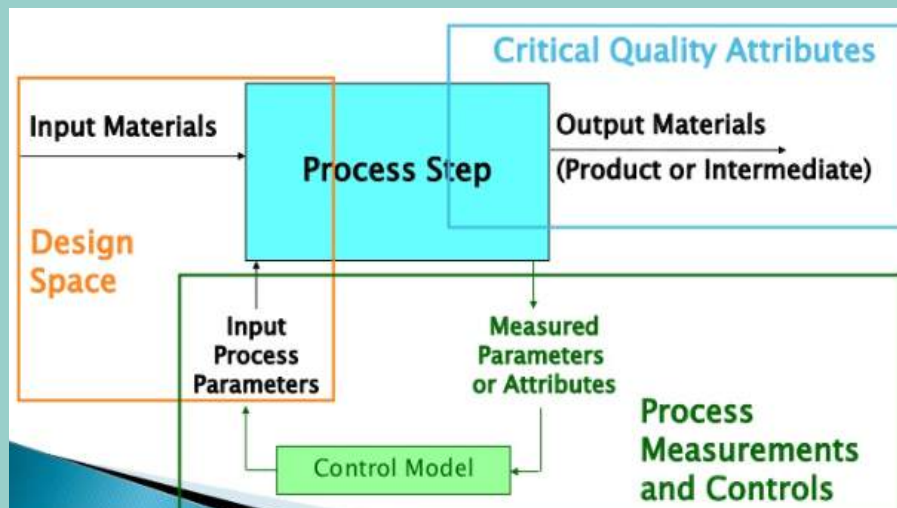 Critical Quality Attributes
Input Materials
Process Step
Output Materials
(Product or Intermediate)
Design
Space
Input
Process
Parameters
Measured
Parameters
or Attributes
Control Model
Process
Measurements
and Controls